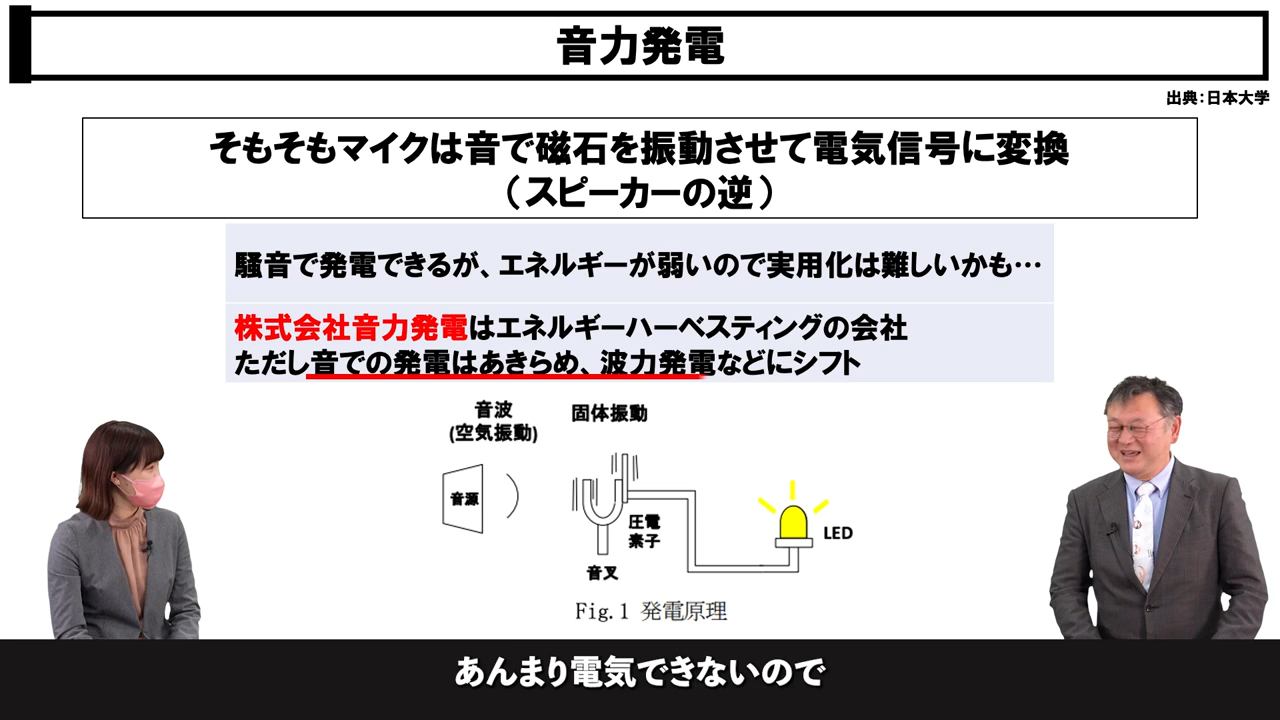 音力発電
出典：日本大学
そもそもマイクは音で磁石を振動させて電気信号に変換
（スピーカーの逆）
騒音で発電できるが、エネルギーが弱いので実用化は難しいかも…
株式会社音力発電はエネルギーハーベスティングの会社
ただし音での発電はあきらめ、波力発電などにシフト
音波
(空気振動)
固体振動
音源
圧電
素子
音叉
LED
Fig.1 発電原理
あんまり電気できないので